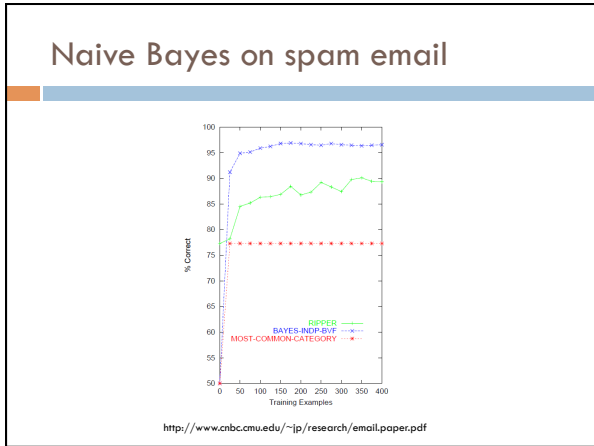 Naive Bayes on spam email
100
95
90
85
80
75
70
65
60
55
50
% Correct
RIPPER
BAYES-INDP-BVF
MOST-COMMON-CATEGORY
0 50 100 150 200 250 300 350 400
Training Examples
http://www.cnbc.cmu.edu/~jp/research/email.paper.pdf